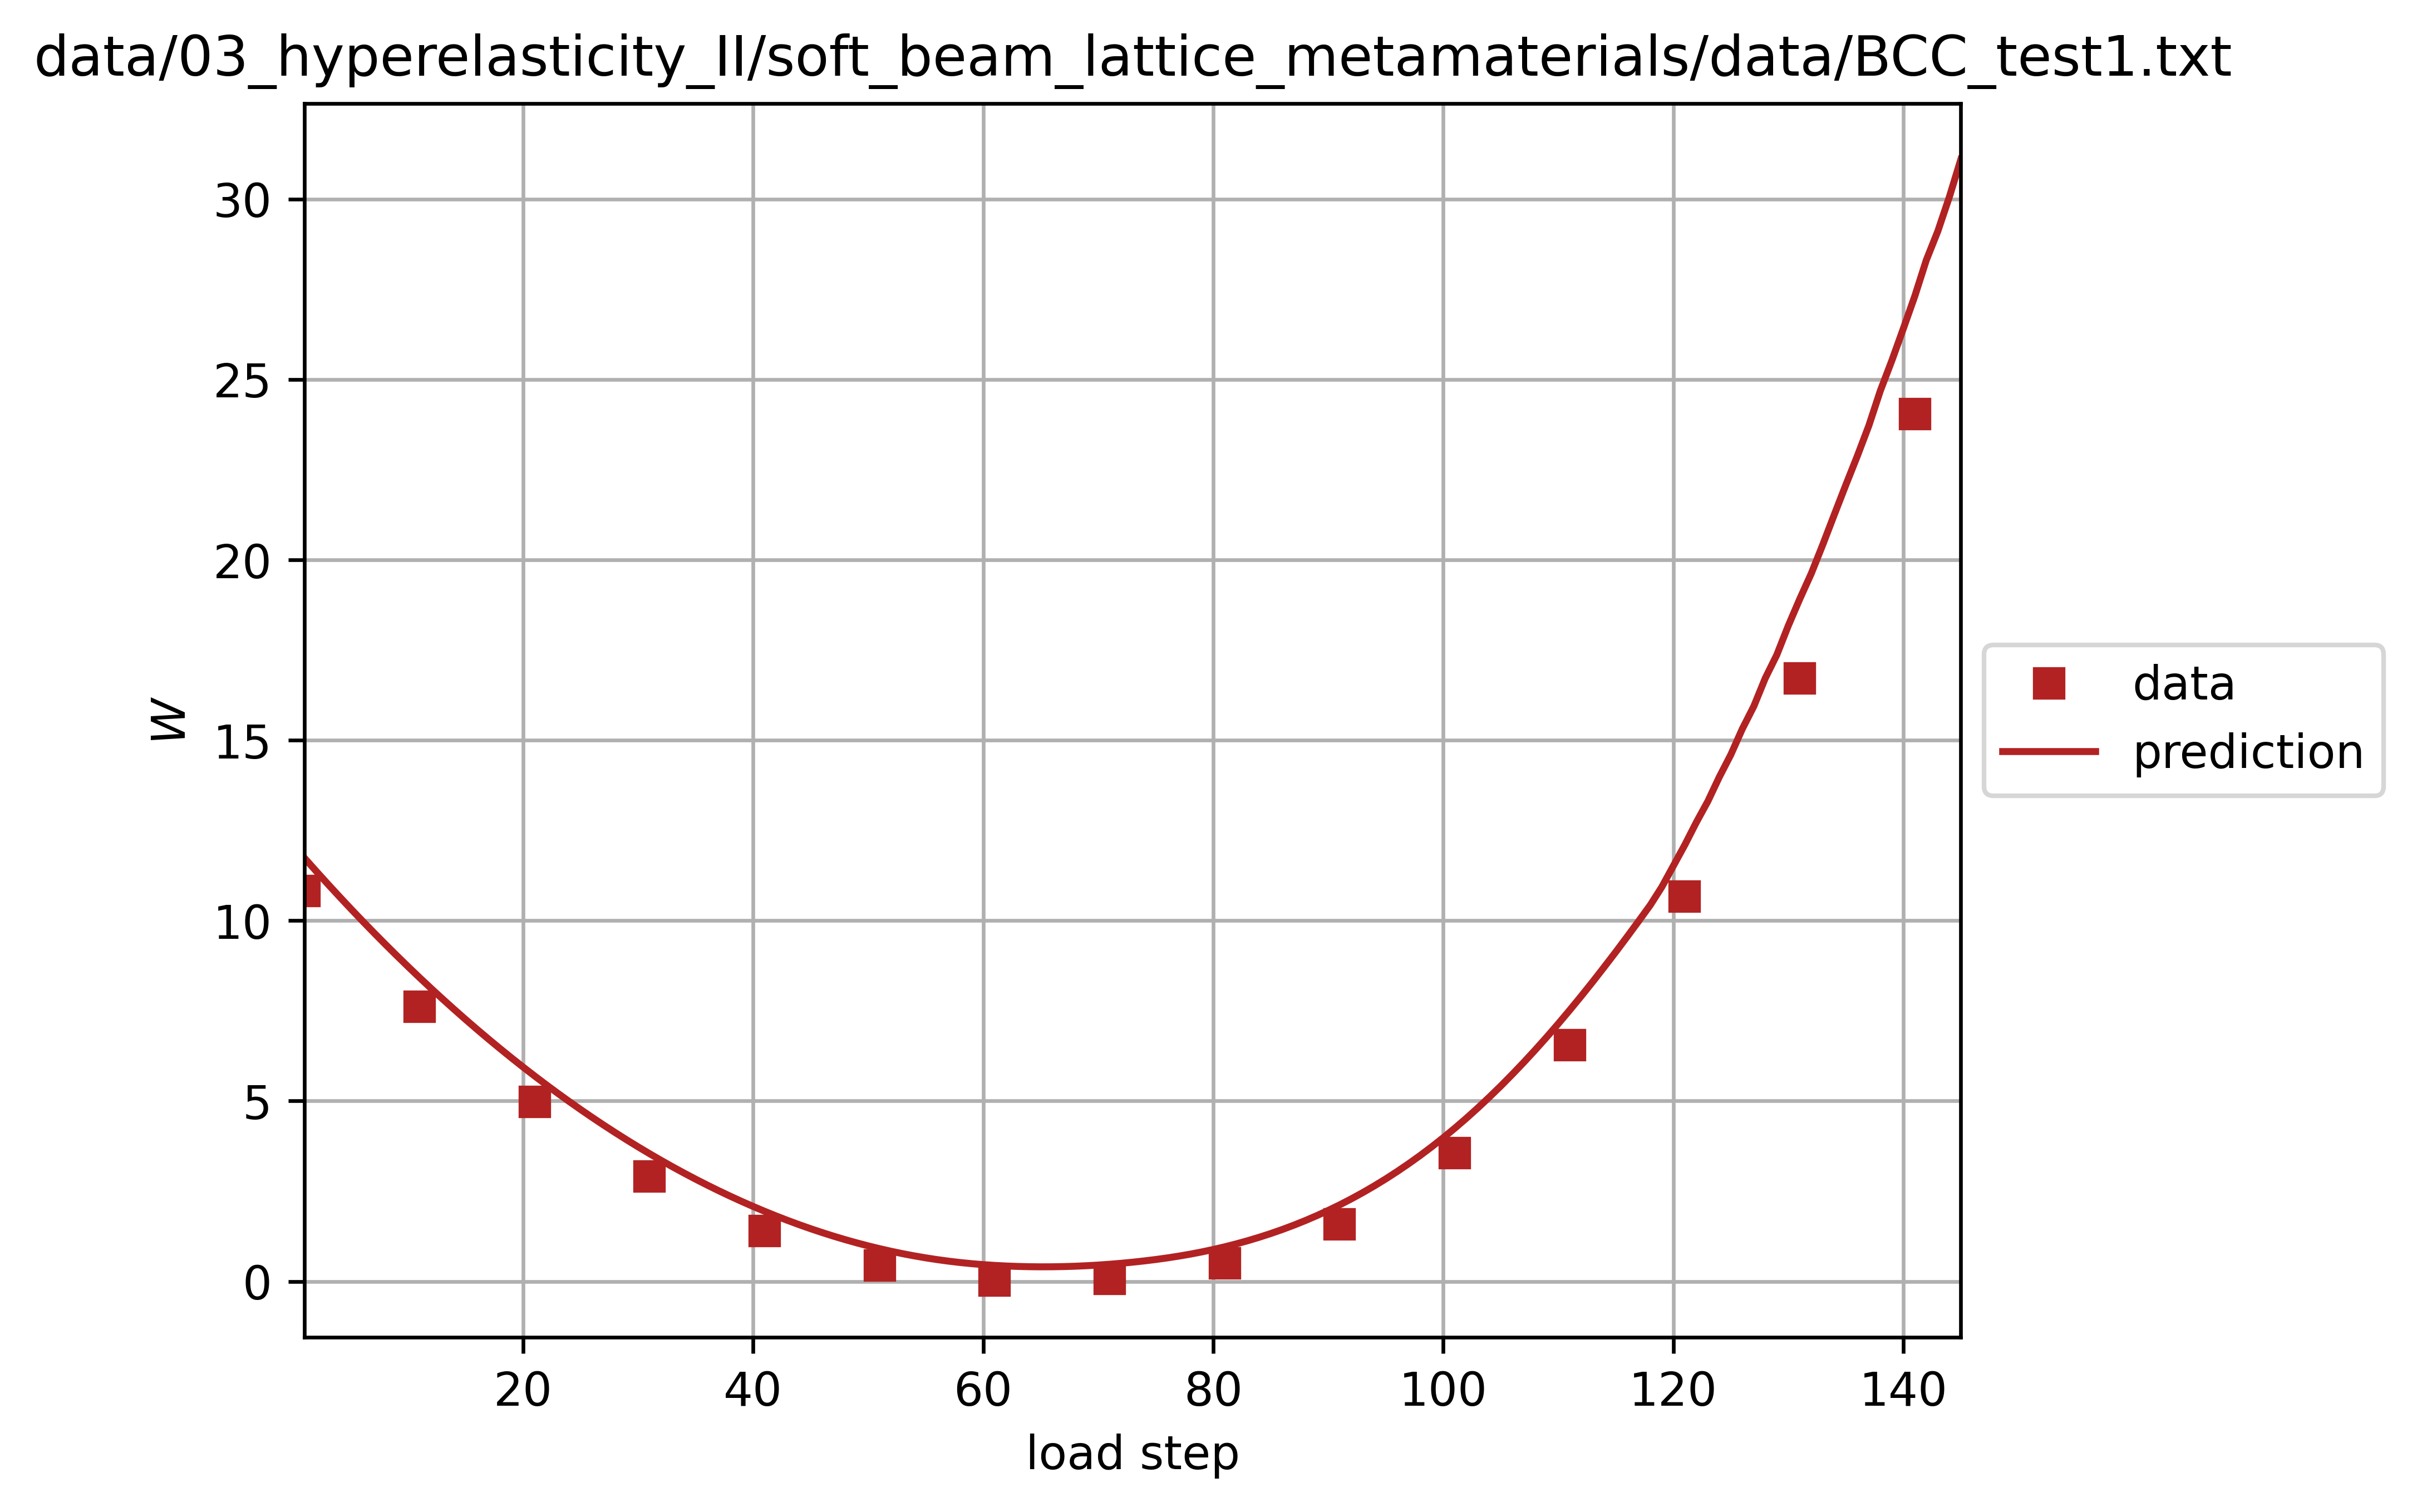 data/03_hyperelasticity_II/soft_beam_lattice_metamaterials/data/BCC_test1.txt
30
25
20
15
10
5
0
W
20 40 60 80 100 120 140
load step
data
prediction